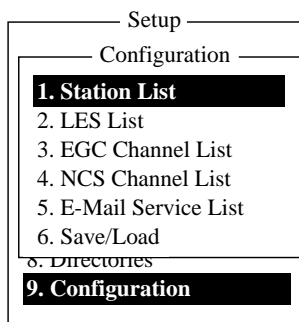 Setup
Configuration
1. Station List
2. LES List
3. EGC Channel List
4. NCS Channel List
5. E-Mail Service List
6. Save/Load
8. Directories
9. Configuration